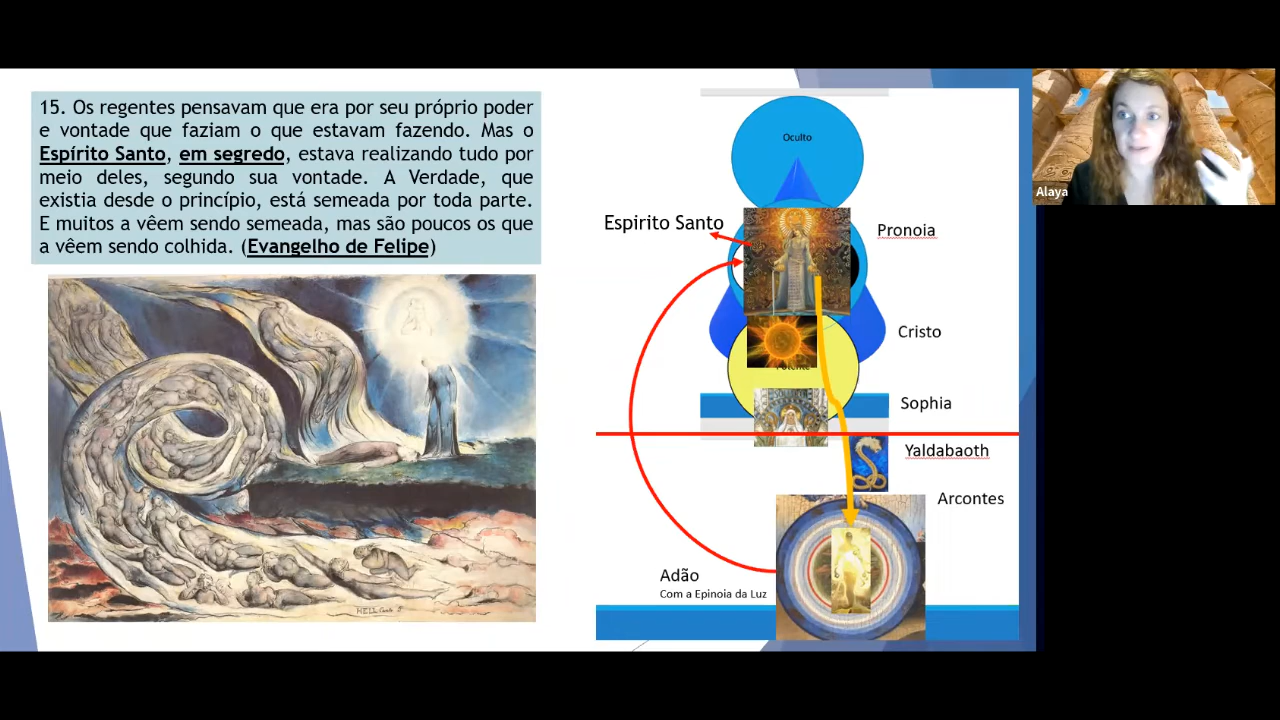 15. Os regentes pensavam que era por seu próprio poder
e vontade que faziam o que estavam fazendo. Mas o
Espírito Santo, em segredo, estava realizando tudo por
meio deles, segundo sua vontade. A Verdade, que
existia desde o princípio, está semeada por toda parte.
E muitos a vêem sendo semeada, mas são poucos os que
a vêem sendo colhida. (Evangelho de Felipe)
Oculto
Espirito Santo
Pronoia
Cristo
Sophia
Yaldabaoth
Arcontes
Adão
Com a Epinoia da Luz
Alaya